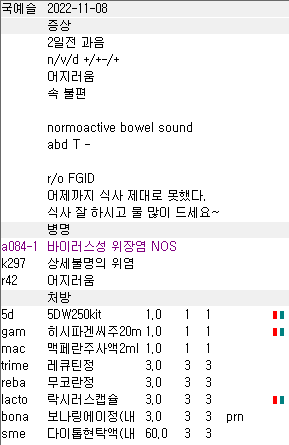 국예슬 2022-11-08
증상
2일전 과음
n/v/d +/+-/+
어지러움
속 불편
normoactive bowel sound
abd T -
r/o FGID
어제까지 식사 제대로 못했다.
식사 잘 하시고 물 많이 드세요~
병명
a084-1 바이러스성 위장염 NOS
k297 상세불명의 위염
r42 어지러움
처방
5d 5DW250kit 1.0 1 1
gam 히시파겐씨주20m 1.0 1 1
mac 맥페란주사액2ml 1.0 1 1
trime 레큐틴정 3.0 3 3
reba 무코란정 3.0 3 3
lacto 락시러스캡슐 3.0 3 3
bona 보나링에이정(내 3.0 3 3 prn
sme 다이톱현탁액(내 60.0 3 3